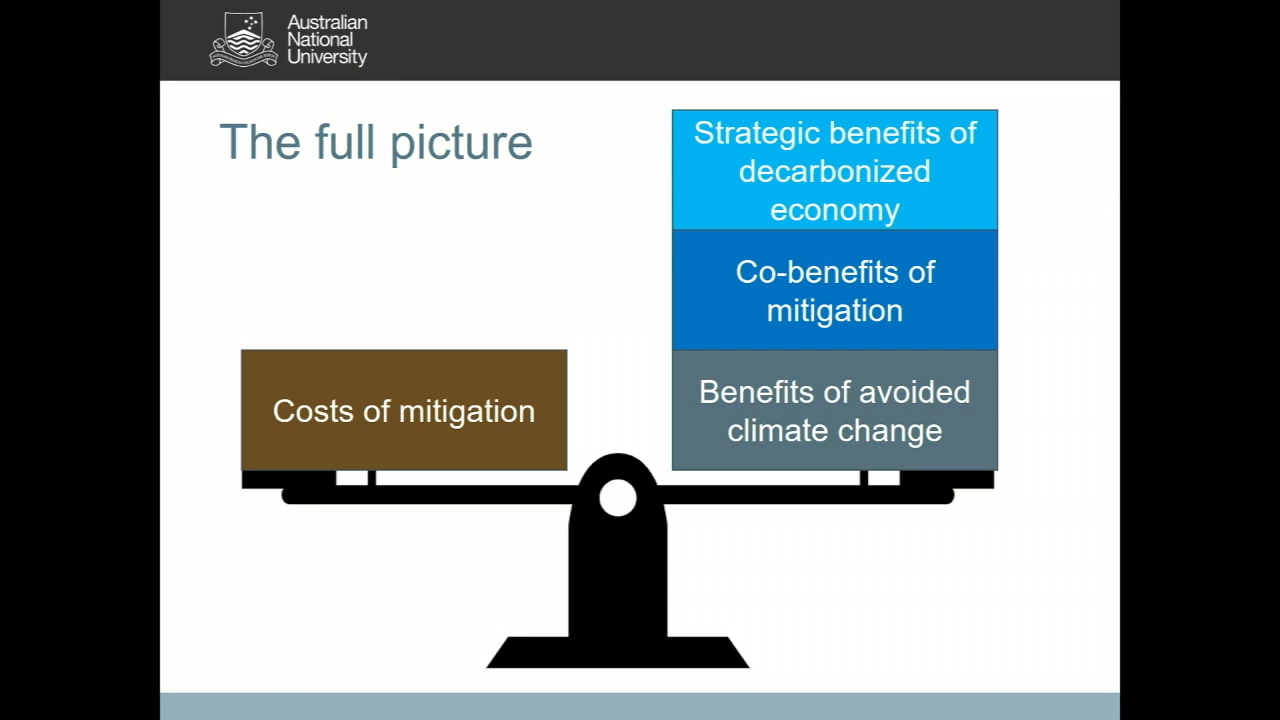 Australian
National
University
The full picture
Strategic benefits of
decarbonized
economy
Co-benefits of
mitigation
Benefits of avoided
climate change
Costs of mitigation